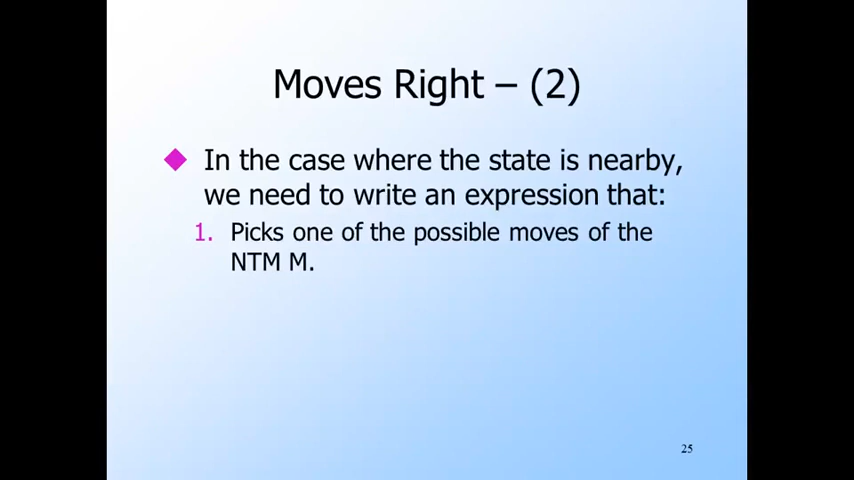 Moves Right – (2)
In the case where the state is nearby,
we need to write an expression that:
1. Picks one of the possible moves of the
NTM M.
25